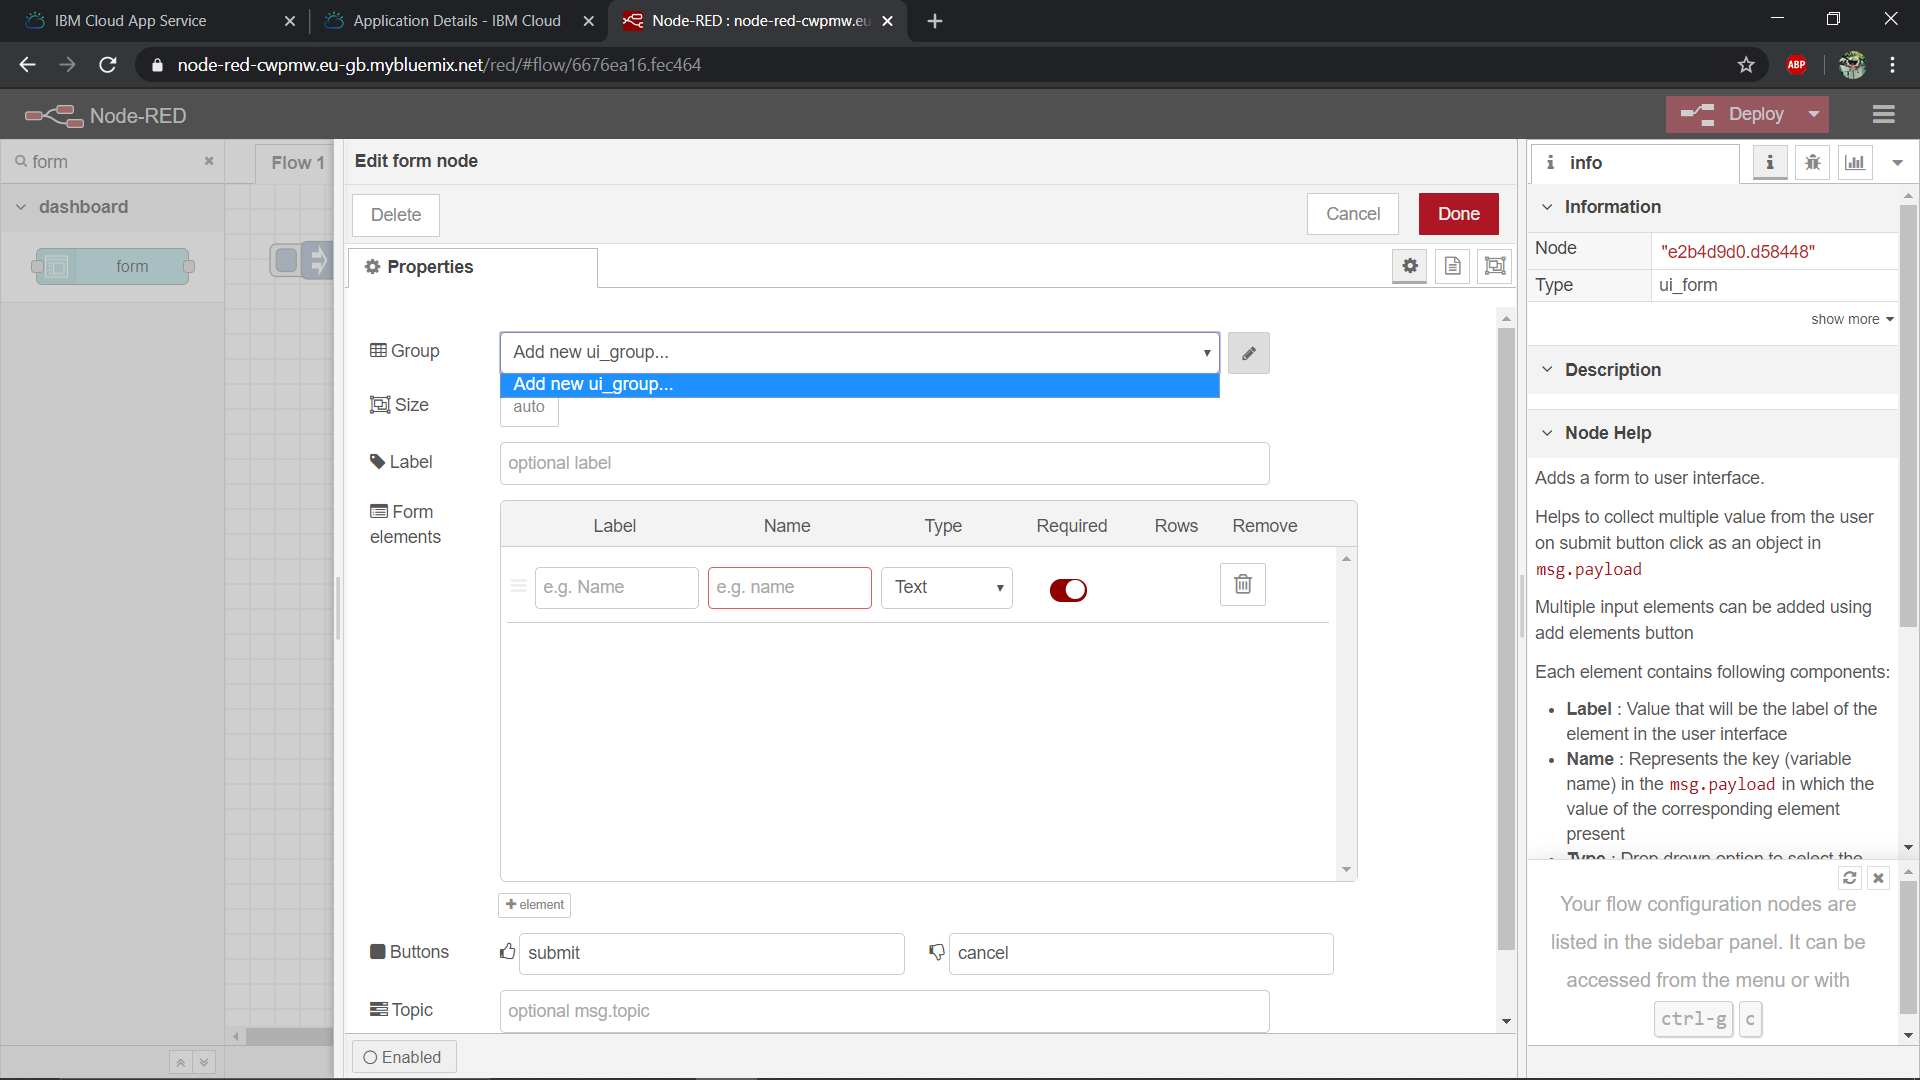 IBM Cloud App Service
Application Details - IBM Cloud
Node-RED : node-red-cwpmw.eu
node-red-cwpmw.eu-gb.mybluemix.net/red/#flow/6676ea16.fec464
ABP
Node-RED
Deploy
form
dashboard
form
Flow 1
Edit form node
Delete
Cancel
Done
Properties
Group
Add new ui_group...
Add new ui_group...
Size
auto
Label
optional label
Form
elements
Label Name Type Required Rows Remove
e.g. Name
e.g. name
Text
element
Buttons
submit
cancel
Topic
optional msg.topic
Enabled
i info
i
Information
Node "e2b4d9d0.d58448"
Type ui_form
show more
Description
Node Help
Adds a form to user interface.
Helps to collect multiple value from the user
on submit button click as an object in
msg.payload
Multiple input elements can be added using
add elements button
Each element contains following components:
• Label : Value that will be the label of the
element in the user interface
• Name : Represents the key (variable
name) in the msg.payload in which the
value of the corresponding element
present
• Type : Drop drown option to select the
Your flow configuration nodes are
listed in the sidebar panel. It can be
accessed from the menu or with
ctrl-g c